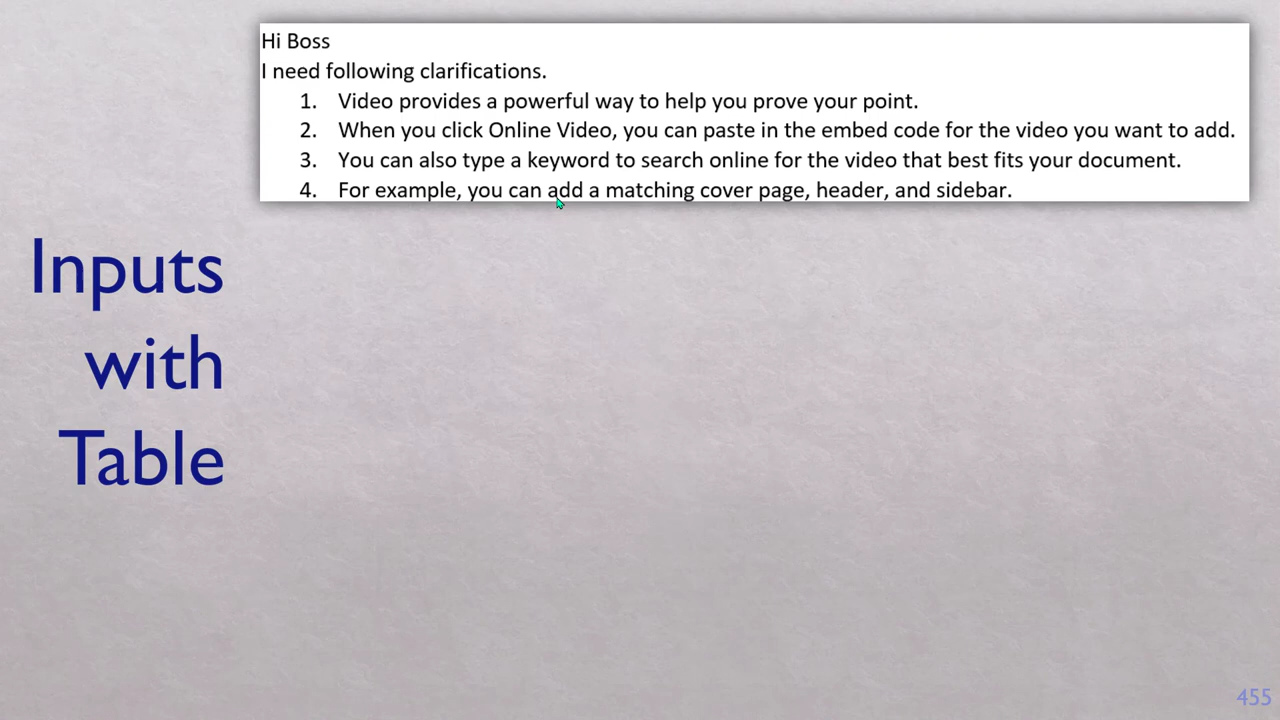 Hi Boss
I need following clarifications.
1. Video provides a powerful way to help you prove your point.
2. When you click Online Video, you can paste in the embed code for the video you want to add.
3. You can also type a keyword to search online for the video that best fits your document.
4. For example, you can add a matching cover page, header, and sidebar.
Inputs
with
Table
455